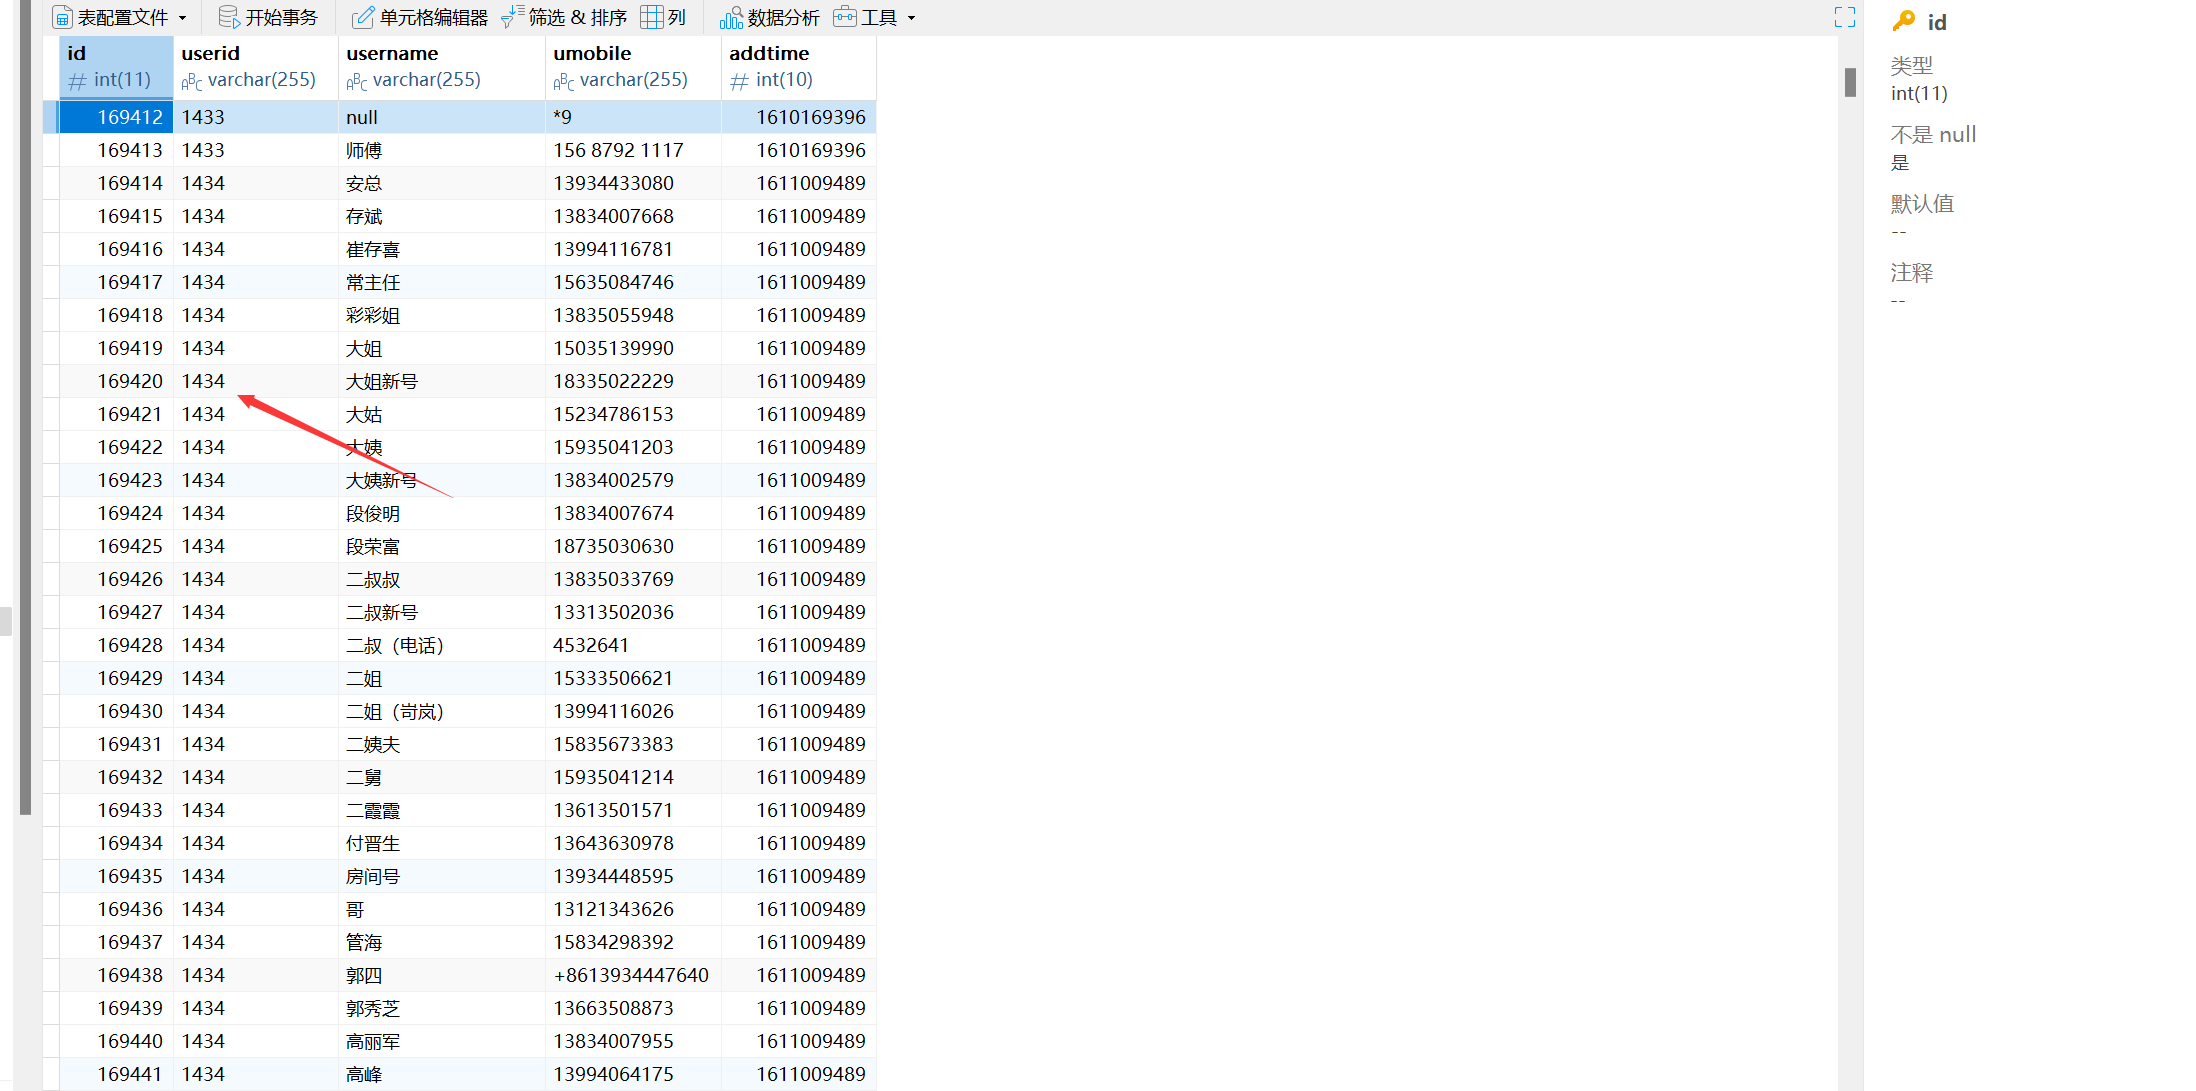 表配置文件 开始事务 单元格编辑器 筛选 & 排序 列 数据分析 工具
id userid username umobile addtime
# int(11) ABC varchar(255) ABC varchar(255) ABC varchar(255) # int(10)
169412 1433 null *9 1610169396
169413 1433 师傅 156 8792 1117 1610169396
169414 1434 安总 13934433080 1611009489
169415 1434 存斌 13834007668 1611009489
169416 1434 崔存喜 13994116781 1611009489
169417 1434 常主任 15635084746 1611009489
169418 1434 彩彩姐 13835055948 1611009489
169419 1434 大姐 15035139990 1611009489
169420 1434 大姐新号 18335022229 1611009489
169421 1434 大姑 15234786153 1611009489
169422 1434 大姨 15935041203 1611009489
169423 1434 大姨新号 13834002579 1611009489
169424 1434 段俊明 13834007674 1611009489
169425 1434 段荣富 18735030630 1611009489
169426 1434 二叔叔 13835033769 1611009489
169427 1434 二叔新号 13313502036 1611009489
169428 1434 二叔（电话） 4532641 1611009489
169429 1434 二姐 15333506621 1611009489
169430 1434 二姐（岢岚） 13994116026 1611009489
169431 1434 二姨夫 15835673383 1611009489
169432 1434 二舅 15935041214 1611009489
169433 1434 二霞霞 13613501571 1611009489
169434 1434 付晋生 13643630978 1611009489
169435 1434 房间号 13934448595 1611009489
169436 1434 哥 13121343626 1611009489
169437 1434 管海 15834298392 1611009489
169438 1434 郭四 +8613934447640 1611009489
169439 1434 郭秀芝 13663508873 1611009489
169440 1434 高丽军 13834007955 1611009489
169441 1434 高峰 13994064175 1611009489
id
类型
int(11)
不是 null
是
默认值
--
注释
--